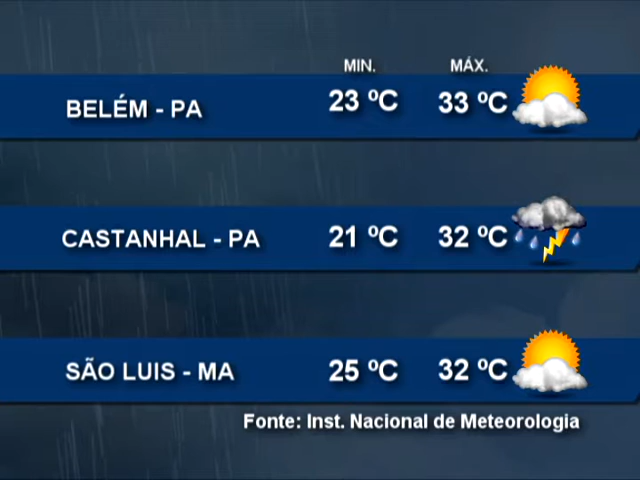 MIN. MÁX.
BELÉM - PA 23 ºC 33 ºC
CASTANHAL - PA 21 ºC 32 ºC
SÃO LUIS - MA 25 ºC 32 ºC
Fonte: Inst. Nacional de Meteorologia